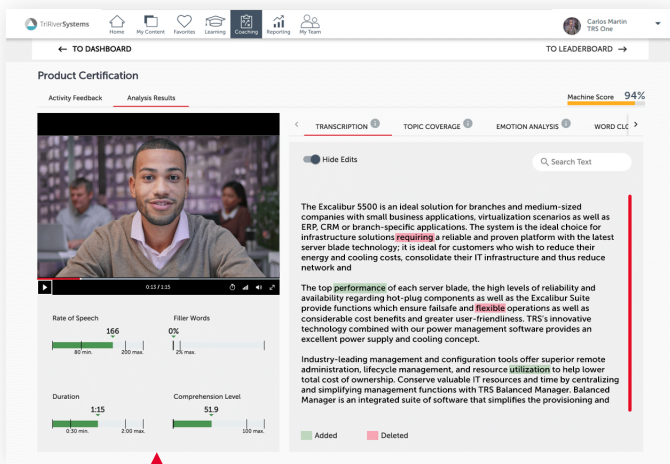 TriRiverSystems
Home
My Content
Favorites
Learning
Coaching
Reporting
My Team
Carlos Martin
TRS One
← TO DASHBOARD
TO LEADERBOARD →
Product Certification
Activity Feedback
Analysis Results
Machine Score 94%
TRANSCRIPTION
TOPIC COVERAGE
EMOTION ANALYSIS
WORD CLO
Hide Edits
Search Text
The Excalibur 5500 is an ideal solution for branches and medium-sized
companies with small business applications, virtualization scenarios as well as
ERP, CRM or branch-specific applications. The system is the ideal choice for
infrastructure solutions requiring a reliable and proven platform with the latest
server blade technology; it is ideal for customers who wish to reduce their
energy and cooling costs, consolidate their IT infrastructure and thus reduce
network and
The top performance of each server blade, the high levels of reliability and
availability regarding hot-plug components as well as the Excalibur Suite
provide functions which ensure failsafe and flexible operations as well as
considerable cost benefits and greater user-friendliness. TRS's innovative
technology combined with our power management software provides an
excellent power supply and cooling concept.
Industry-leading management and configuration tools offer superior remote
administration, lifecycle management, and resource utilization to help lower
total cost of ownership. Conserve valuable IT resources and time by centralizing
and simplifying management functions with TRS Balanced Manager. Balanced
Manager is an integrated suite of software that simplifies the provisioning and
Added
Deleted
0:13 / 1:15
Rate of Speech
166
80 min.
200 max.
Filler Words
0%
2% max.
Duration
1:15
0:30 min.
2:00 max.
Comprehension Level
51.9
100 max.